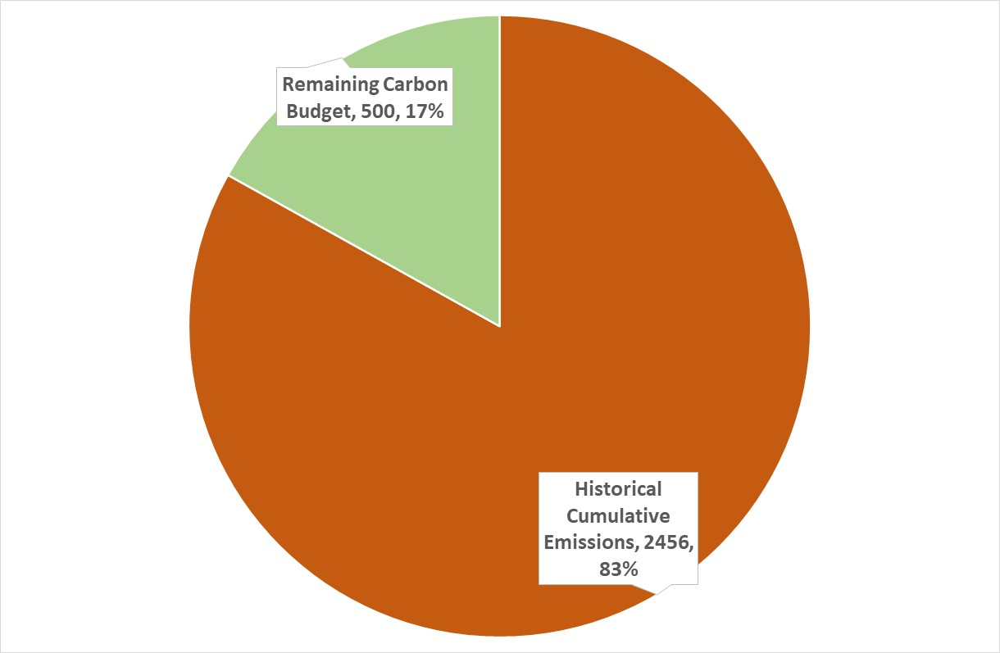 Remaining Carbon
Budget, 500, 17%
Historical
Cumulative
Emissions, 2456,
83%